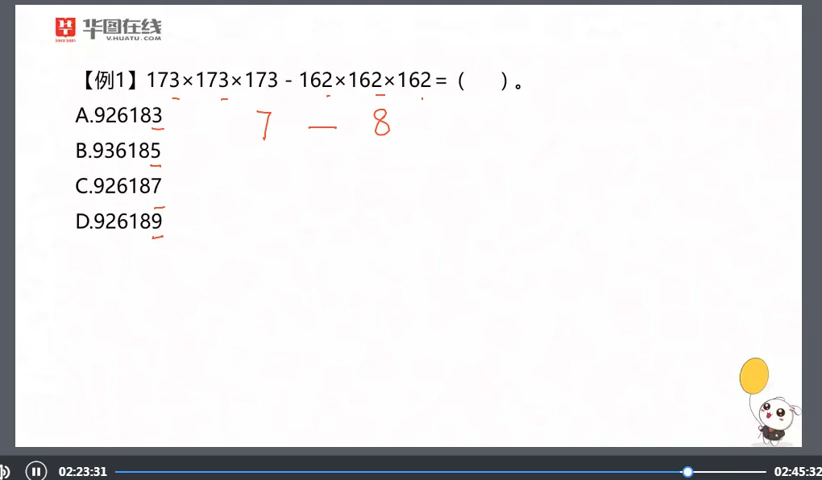 华图在线
V.HUATU.COM
【例1】173×173×173 - 162×162×162 = (　　) 。
A.926183
7 — 8
B.936185
C.926187
D.926189
02:23:31
02:45:32